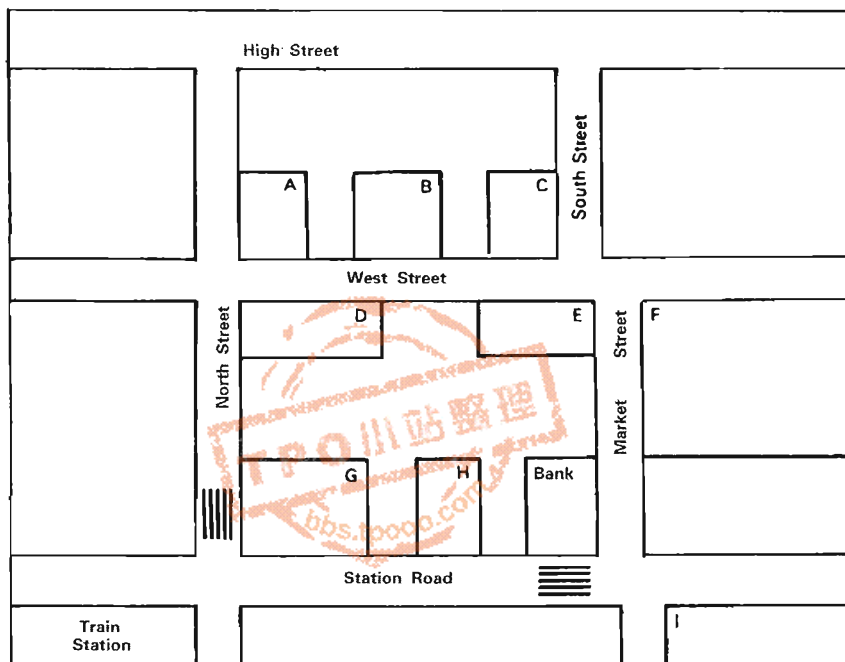 High Street
A
B
C
South Street
West Street
North Street
D
E
Market Street
F
TPO小站整理
bbs.tpooo.com
G
H
Bank
Station Road
Train
Station
I